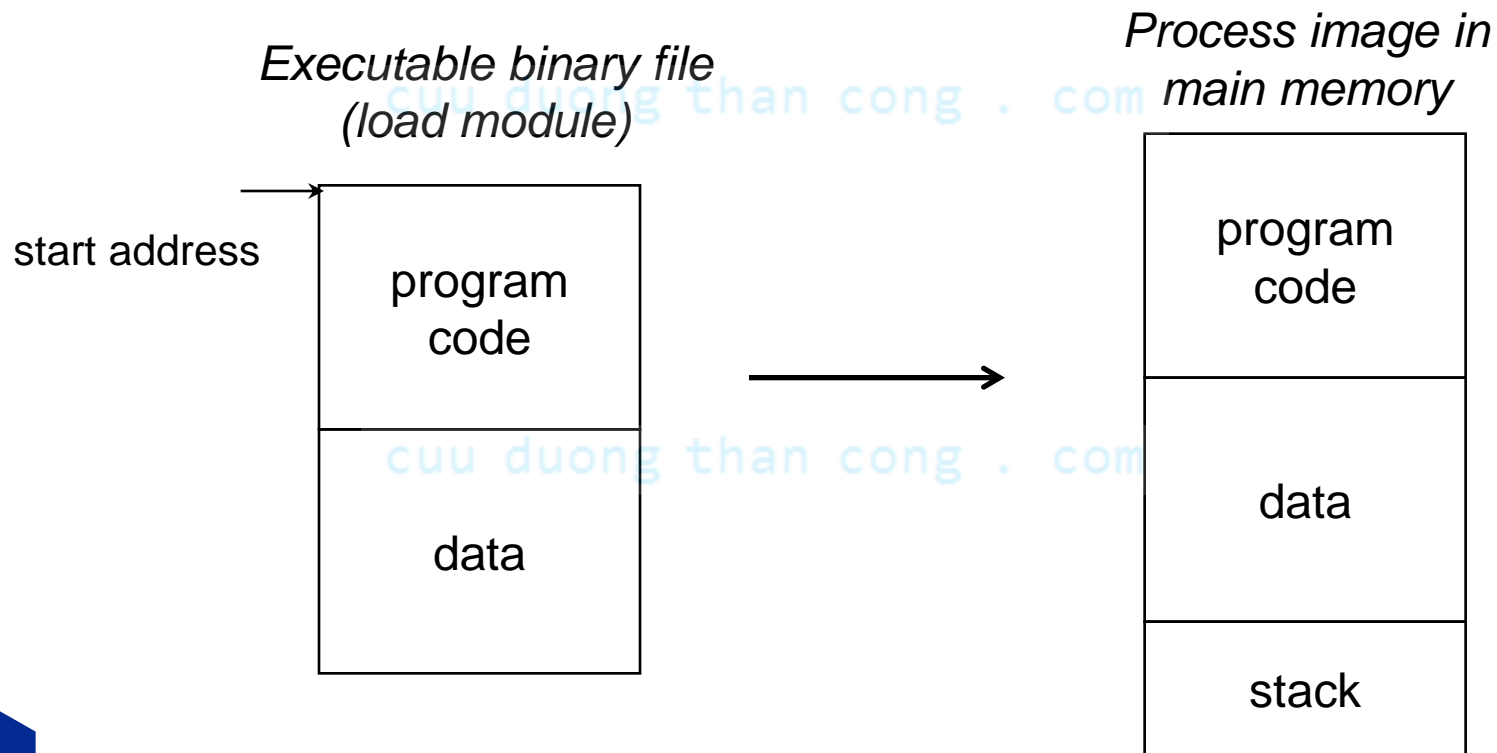 Executable binary file
(load module)
Process image in
main memory
cuu duong than cong . com
start address
program
code
program
code
cuu duong than cong . com
data
data
stack